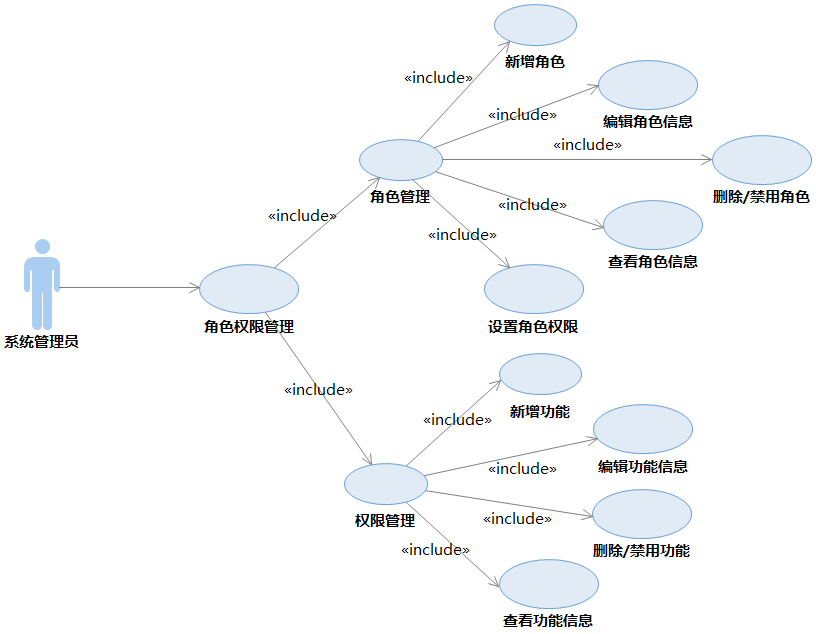 新增角色
«include»
编辑角色信息
«include»
«include»
删除/禁用角色
角色管理
«include»
查看角色信息
«include»
«include»
设置角色权限
系统管理员
角色权限管理
«include»
新增功能
«include»
编辑功能信息
«include»
权限管理
«include»
删除/禁用功能
«include»
查看功能信息